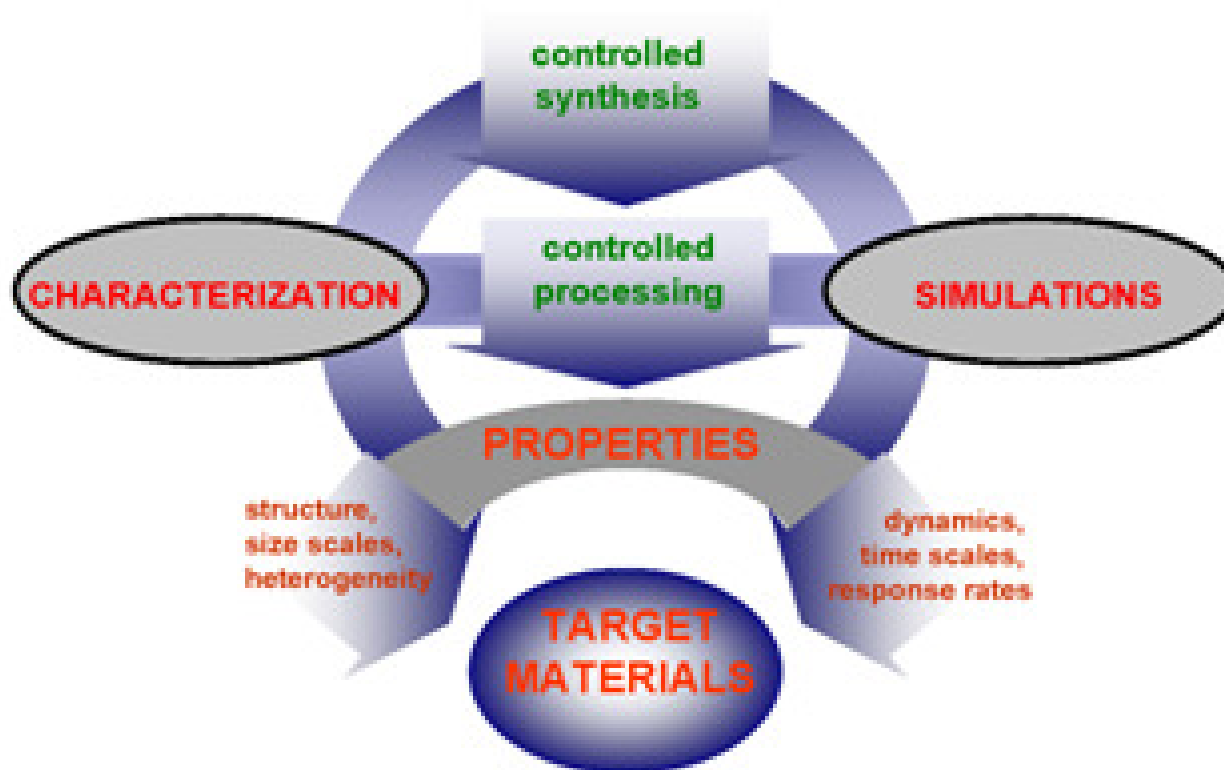 controlled
synthesis
controlled
processing
CHARACTERIZATION
SIMULATIONS
PROPERTIES
structure,
size scales,
heterogeneity
dynamics,
time scales,
response rates
TARGET
MATERIALS